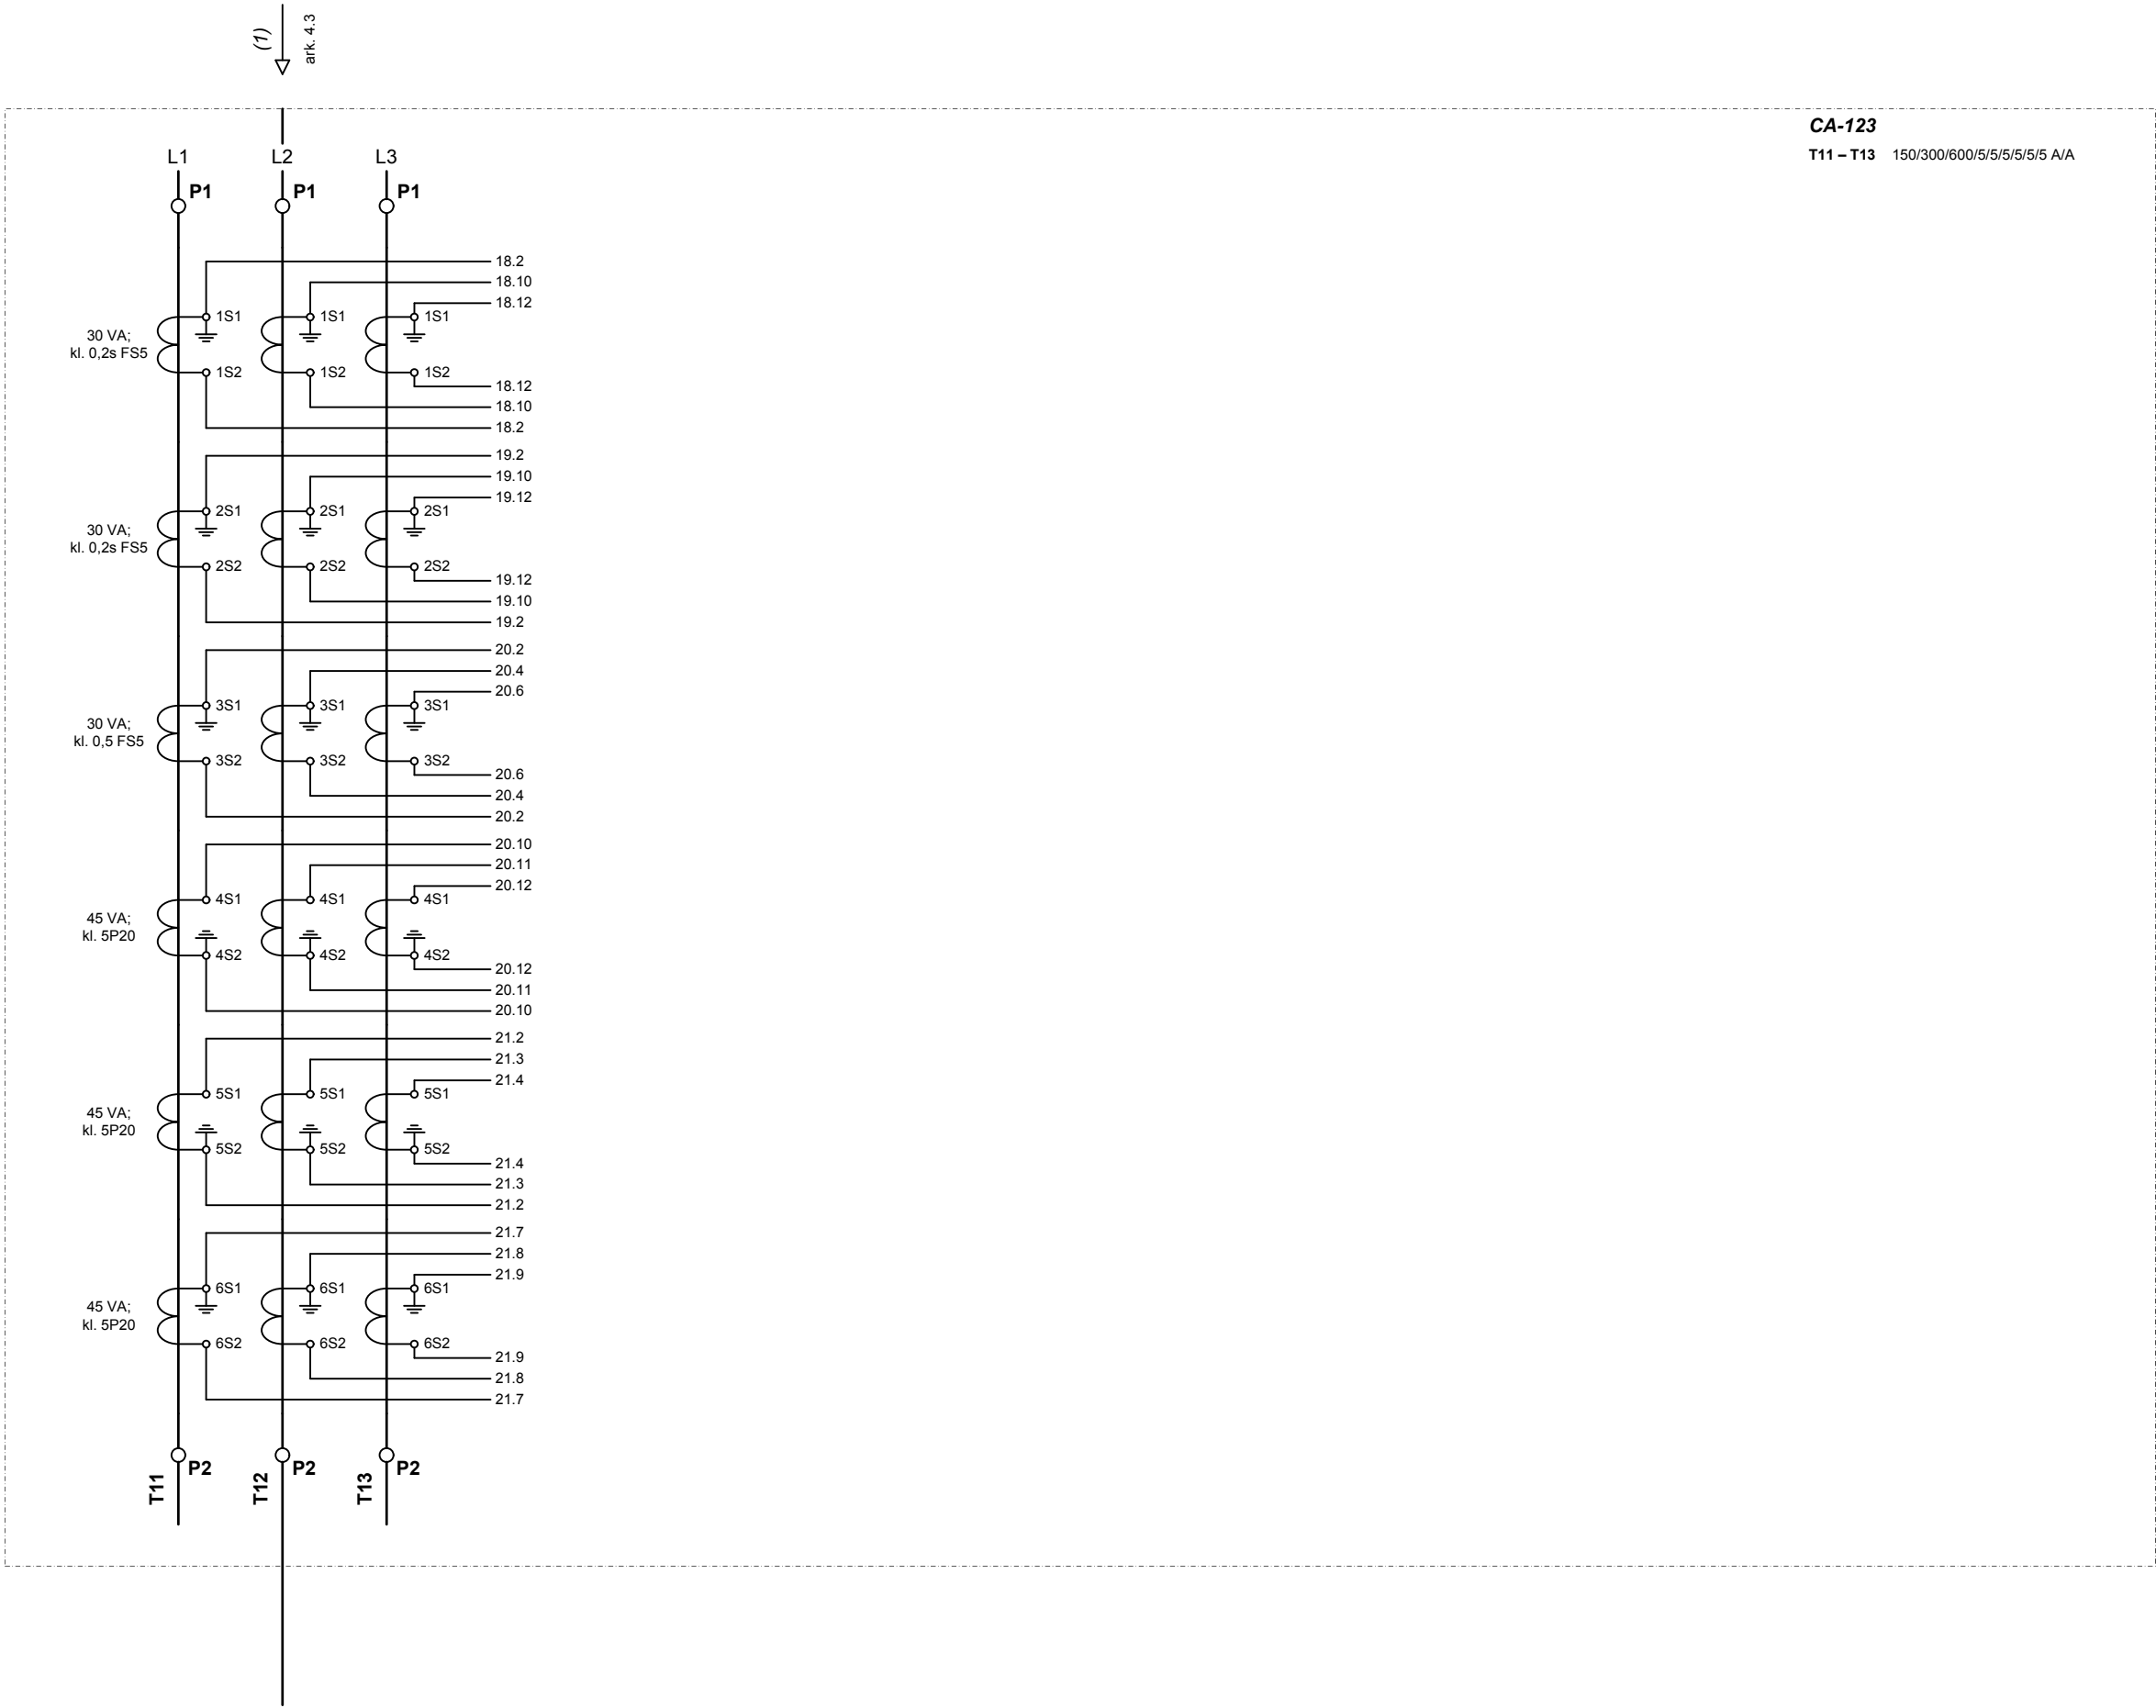 (1)
ark. 4.3
CA-123
T11 – T13 150/300/600/5/5/5/5/5/5 A/A
L1 L2 L3
P1 P1 P1
18.2
18.10
18.12
1S1 1S1 1S1
30 VA;
kl. 0,2s FS5
1S2 1S2 1S2
18.12
18.10
18.2
19.2
19.10
19.12
2S1 2S1 2S1
30 VA;
kl. 0,2s FS5
2S2 2S2 2S2
19.12
19.10
19.2
20.2
20.4
20.6
3S1 3S1 3S1
30 VA;
kl. 0,5 FS5
3S2 3S2 3S2
20.6
20.4
20.2
20.10
20.11
20.12
4S1 4S1 4S1
45 VA;
kl. 5P20
4S2 4S2 4S2
20.12
20.11
20.10
21.2
21.3
21.4
5S1 5S1 5S1
45 VA;
kl. 5P20
5S2 5S2 5S2
21.4
21.3
21.2
21.7
21.8
21.9
6S1 6S1 6S1
45 VA;
kl. 5P20
6S2 6S2 6S2
21.9
21.8
21.7
P2 P2 P2
T11 T12 T13